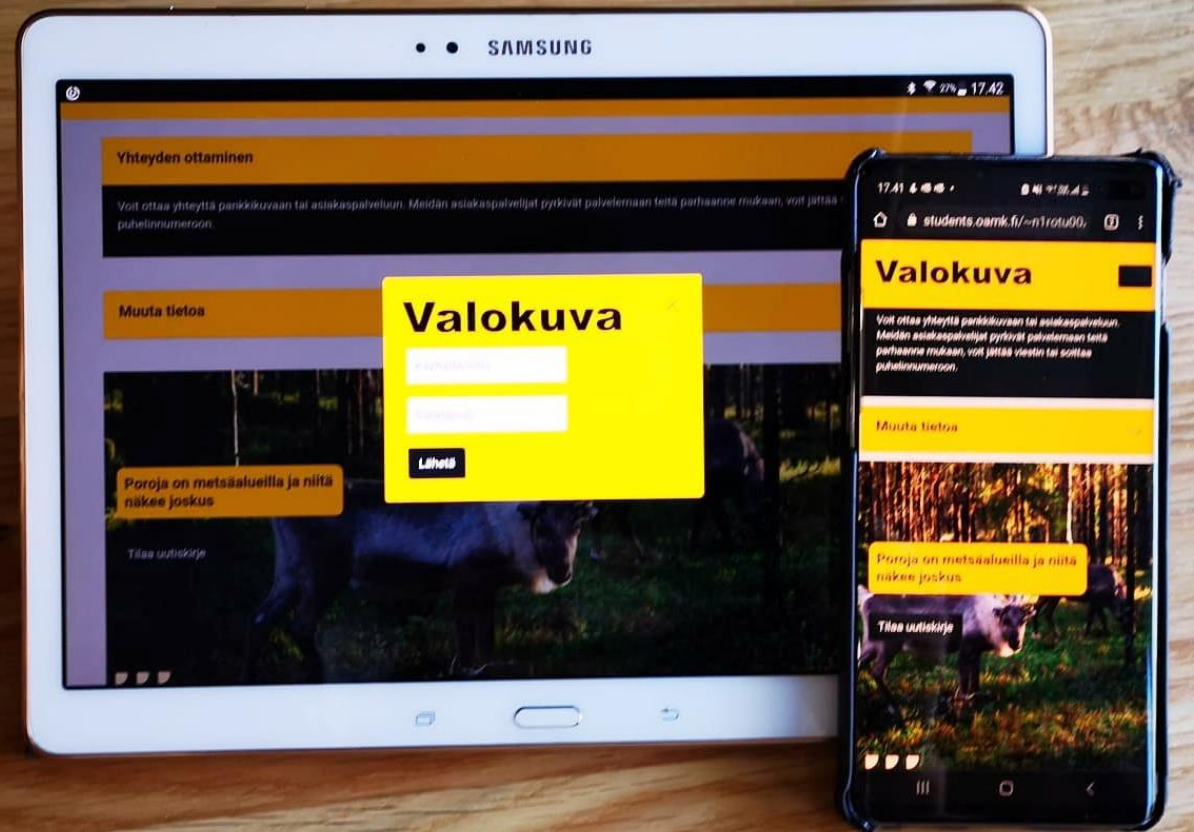 SAMSUNG
27% 17.42
Yhteyden ottaminen
Voit ottaa yhteyttä pankkikuvaan tai asiakaspalveluun. Meidän asiakaspalvelijat pyrkivät palvelemaan teitä parhaanne mukaan, voit jättää
puhelinnumeroon.
Muuta tietoa
Valokuva
Lähetä
Poroja on metsäalueilla ja niitä
näkee joskus
Tilaa uutiskirje
17.41
students.oamk.fi/~n1rotu00,
Valokuva
Voit ottaa yhteyttä pankkikuvaan tai asiakaspalveluun.
Meidän asiakaspalvelijat pyrkivät palvelemaan teitä
parhaanne mukaan, voit jättää viestin tai soittaa
puhelinnumeroon.
Muuta tietoa
Poroja on metsäalueilla ja niitä
näkee joskus
Tilaa uutiskirje